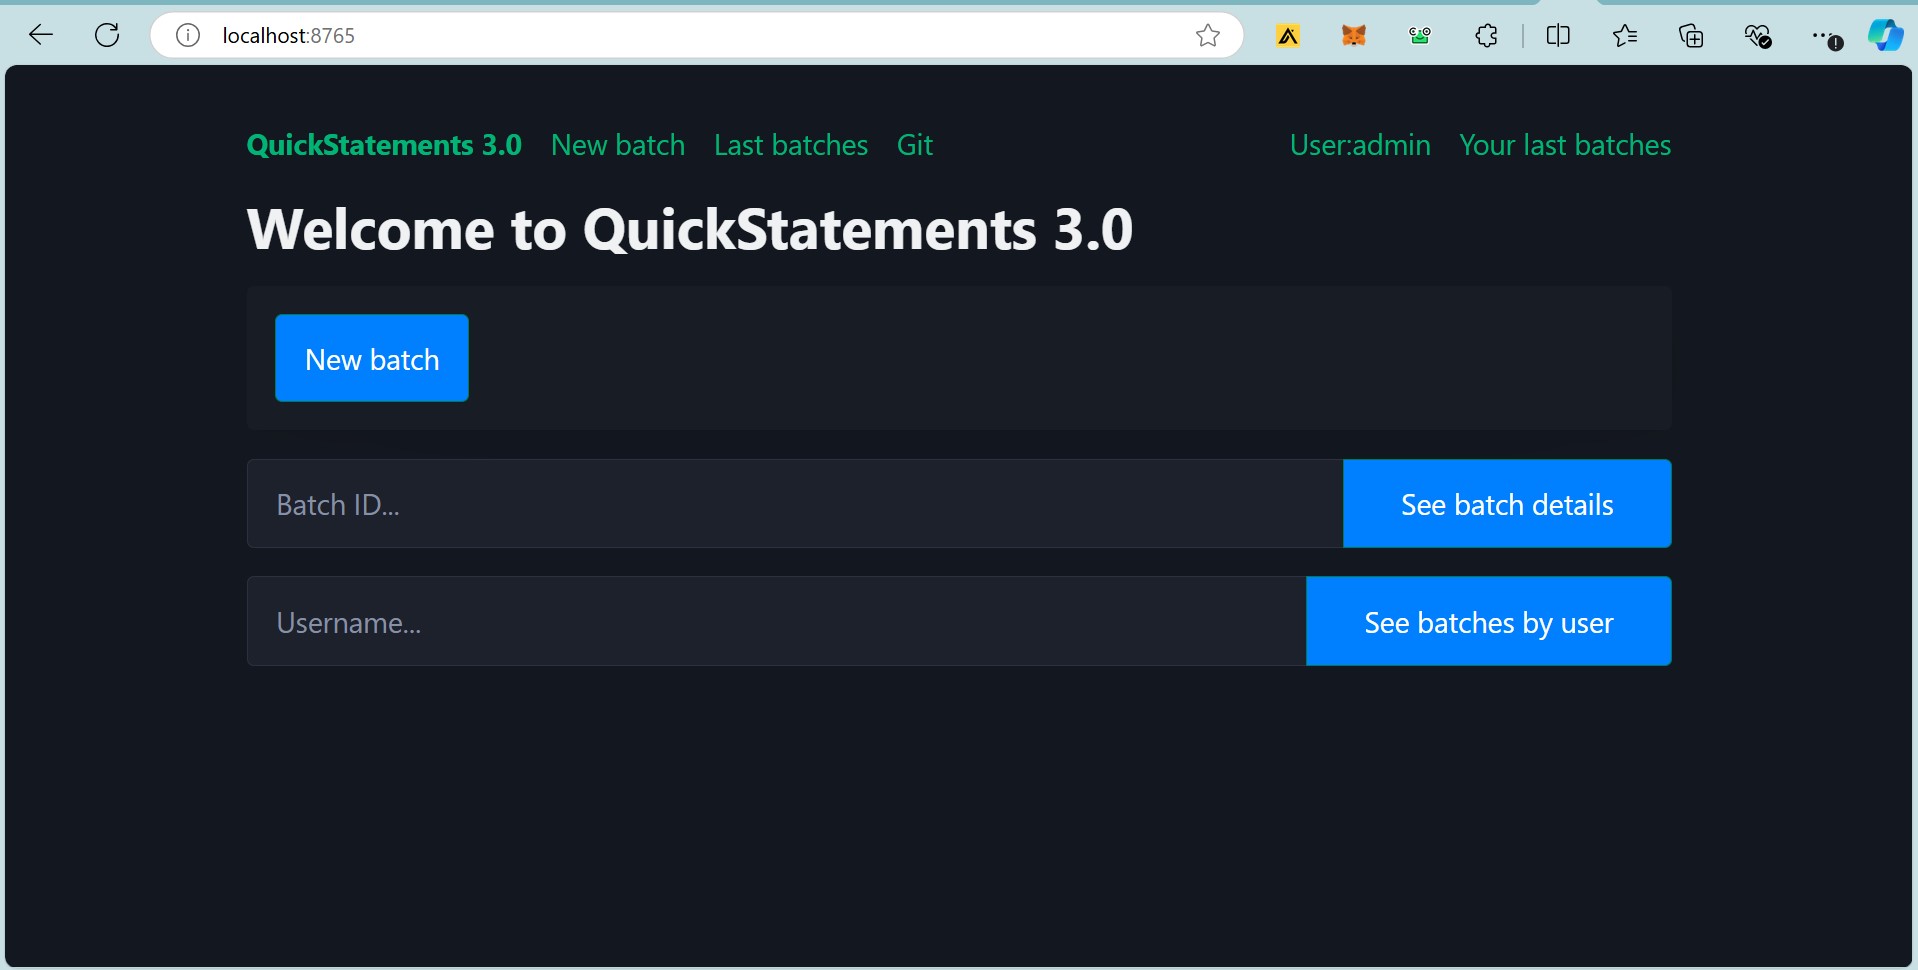 localhost:8765
QuickStatements 3.0 New batch Last batches Git User:admin Your last batches
Welcome to QuickStatements 3.0
New batch
Batch ID... See batch details
Username... See batches by user